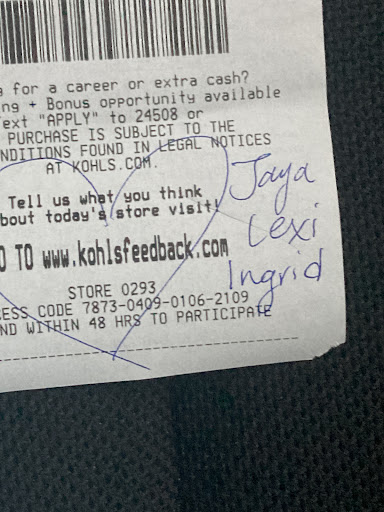 for a career or extra cash?
ng + Bonus opportunity available
Text "APPLY" to 24508 or
PURCHASE IS SUBJECT TO THE
NDITIONS FOUND IN LEGAL NOTICES
AT KOHLS.COM.
Tell us what you think
bout today's store visit!
O TO www.kohlsfeedback.com
STORE 0293
ESS CODE 7873-0409-0106-2109
ND WITHIN 48 HRS TO PARTICIPATE
Jaya
Lexi
Ingrid